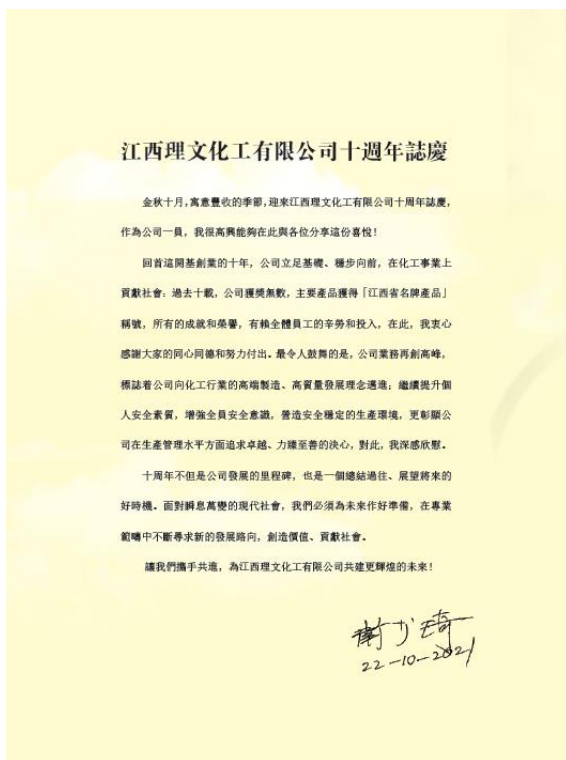 江西理文化工有限公司十週年誌慶
金秋十月，寓意豐收的季節，迎來江西理文化工有限公司十周年誌慶，
作為公司一員，我很高興能夠在此與各位分享這份喜悅！
回首這開基創業的十年，公司立足基礎、穩步向前，在化工事業上
貢獻社會；過去十載，公司獲獎無數，主要產品獲得「江西省名牌產品」
稱號，所有的成就和榮譽，有賴全體員工的辛勞和投入，在此，我衷心
感謝大家的同心同德和努力付出。最令人鼓舞的是，公司業務再創高峰，
標誌着公司向化工行業的高端製造、高質量發展理念邁進；繼續提升個
人安全素質，增強全員安全意識，營造安全穩定的生產環境，更彰顯公
司在生產管理水平方面追求卓越、力臻至善的決心，對此，我深感欣慰。
十周年不但是公司發展的里程碑，也是一個總結過往、展望將來的
好時機。面對瞬息萬變的現代社會，我們必須為未來作好準備，在專業
範疇中不斷尋求新的發展路向，創造價值、貢獻社會。
讓我們攜手共進，為江西理文化工有限公司共建更輝煌的未來！
22-10-2021